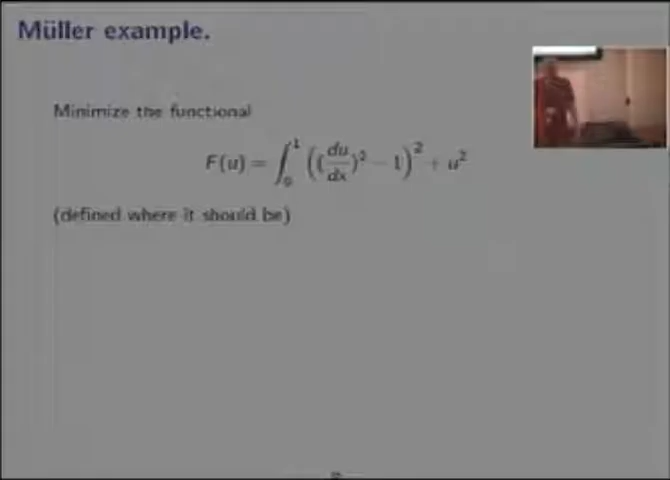 Müller example.
Minimize the functional
F(u) = ∫₀¹ ((du/dx)² − 1)² + u²
(defined where it should be)